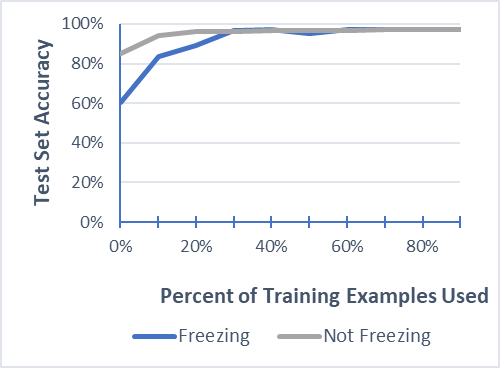 Test Set Accuracy
100%
80%
60%
40%
20%
0%
0% 20% 40% 60% 80%
Percent of Training Examples Used
Freezing Not Freezing